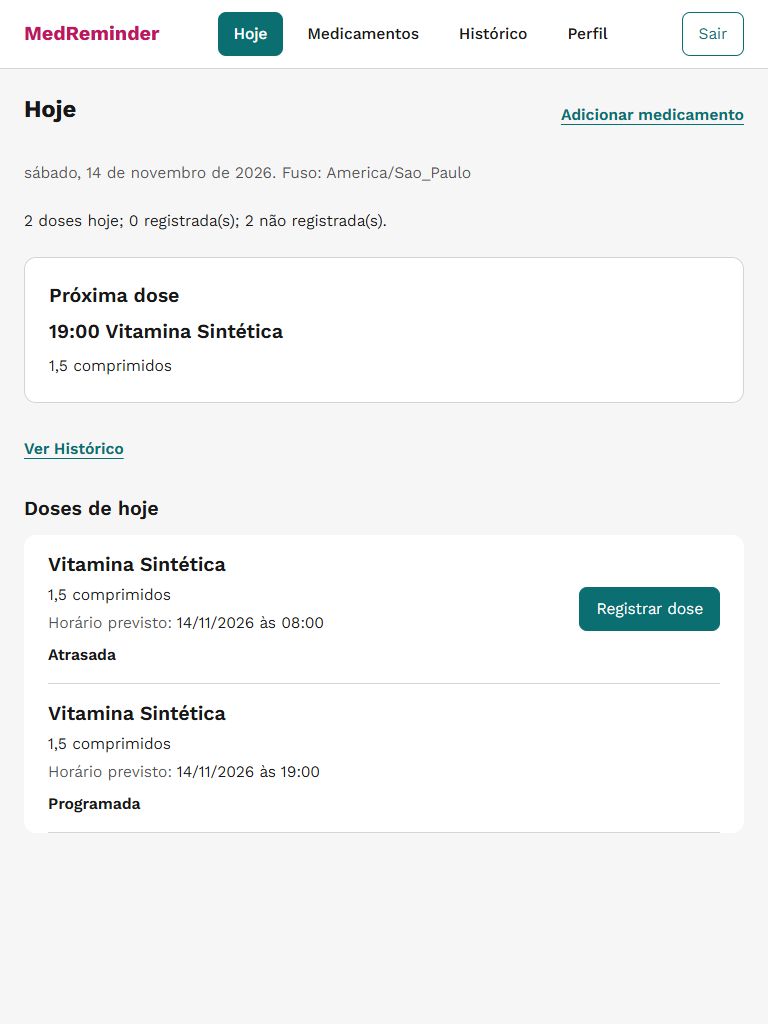 MedReminder
Hoje
Medicamentos
Histórico
Perfil
Sair
Hoje
Adicionar medicamento
sábado, 14 de novembro de 2026. Fuso: America/Sao_Paulo
2 doses hoje; 0 registrada(s); 2 não registrada(s).
Próxima dose
19:00 Vitamina Sintética
1,5 comprimidos
Ver Histórico
Doses de hoje
Vitamina Sintética
1,5 comprimidos
Horário previsto: 14/11/2026 às 08:00
Atrasada
Registrar dose
Vitamina Sintética
1,5 comprimidos
Horário previsto: 14/11/2026 às 19:00
Programada